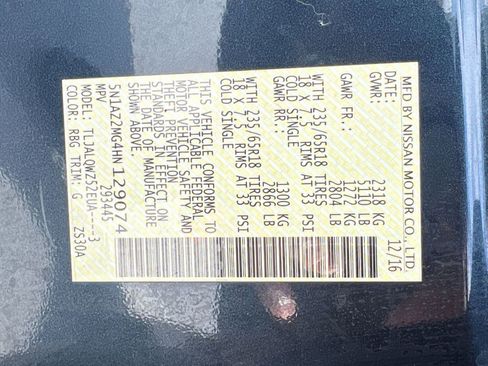 MFD BY NISSAN MOTOR CO., LTD.
12/16
GVWR: 2318 KG
5110 LB
GAWR FR.: 1272 KG
2804 LB
WITH 235/65R18 TIRES
18 X 7.5 RIMS AT 33 PSI
COLD SINGLE
GAWR RR.: 1300 KG
2866 LB
WITH 235/65R18 TIRES
18 X 7.5 RIMS AT 33 PSI
COLD SINGLE
THIS VEHICLE CONFORMS TO
ALL APPLICABLE FEDERAL
MOTOR VEHICLE SAFETY AND
THEFT PREVENTION
STANDARDS IN EFFECT ON
THE DATE OF MANUFACTURE
SHOWN ABOVE.
5N1AZ2MG4HN129074
MPV 293445
MODEL: TLJALQWZ52EUA----3
COLOR: RBG TRIM: G ZS30A